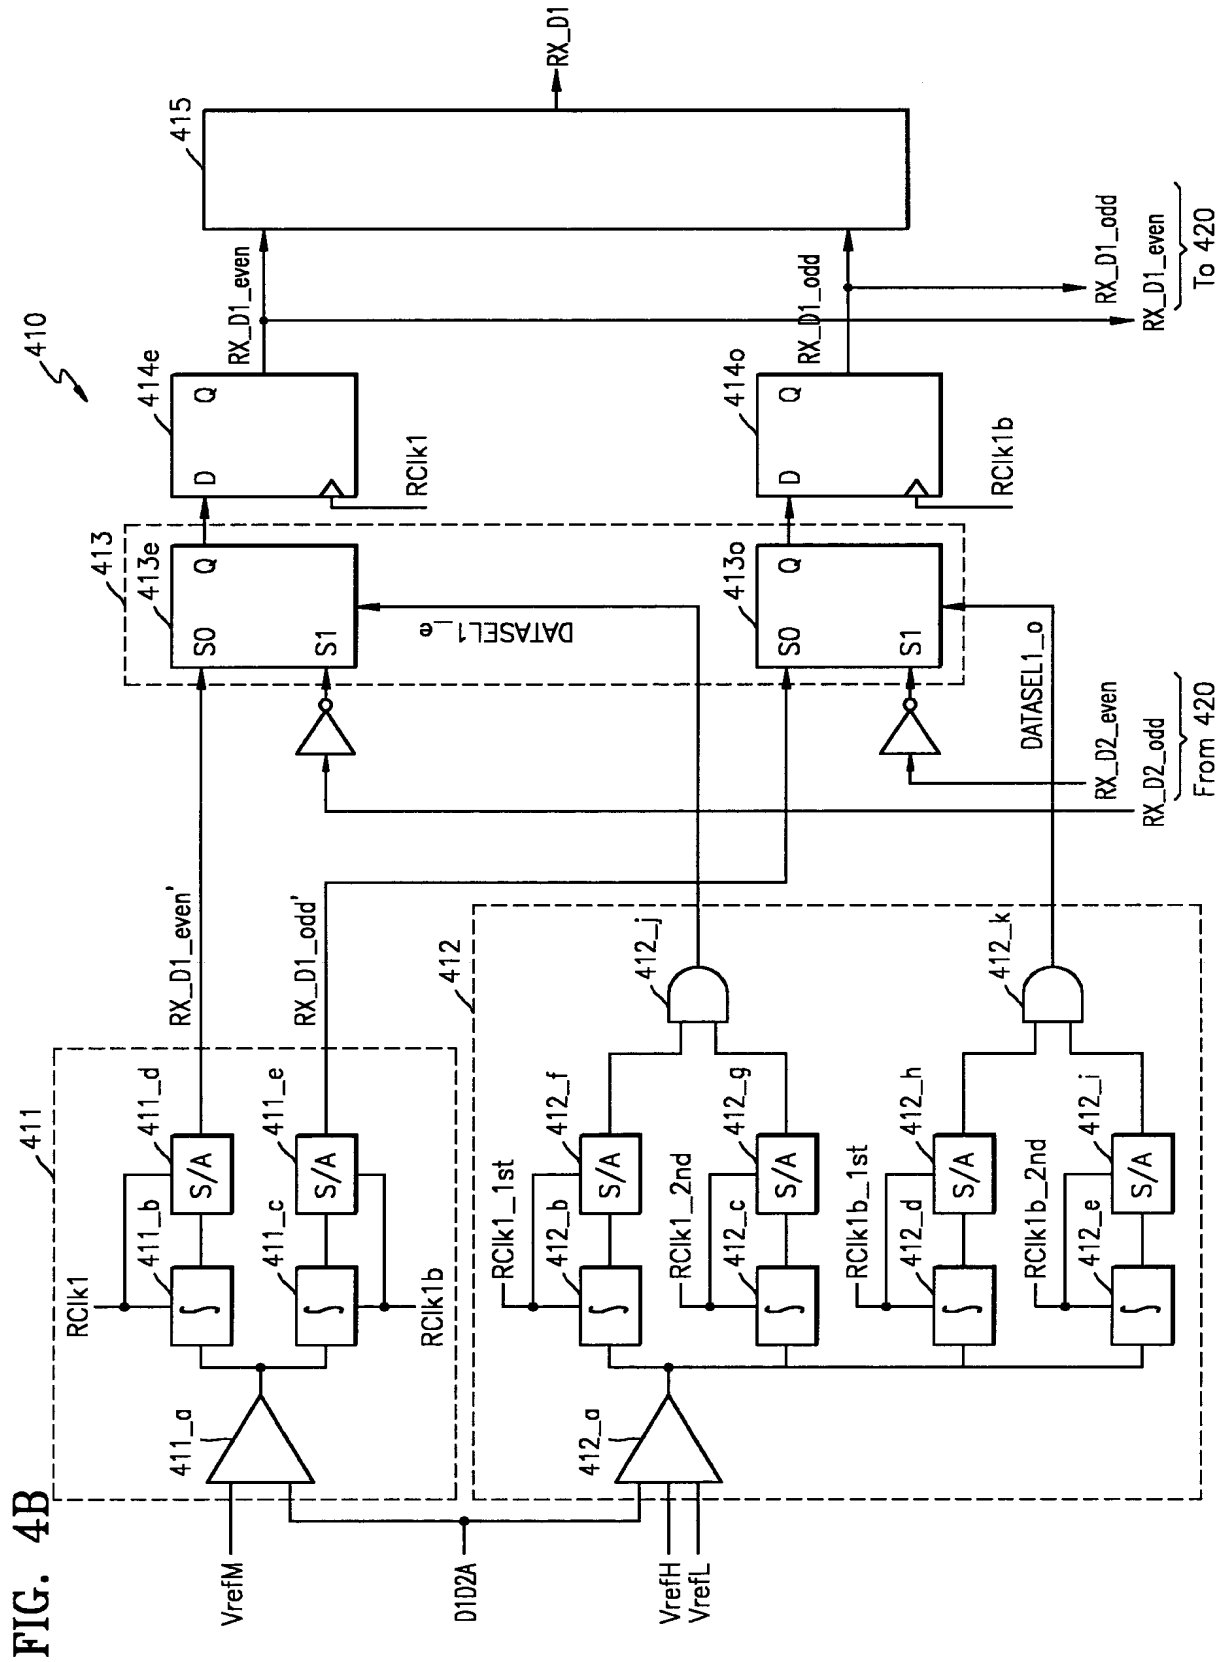 FIG. 4B
410
411
VrefM
411_a
RClk1
411_b
411_d
S/A
∫
RX_D1_even'
411_c
411_e
S/A
∫
RClk1b
RX_D1_odd'
D1D2A
412
VrefH
VrefL
412_a
RClk1_1st
412_b
412_f
S/A
∫
RClk1_2nd
412_c
412_g
S/A
∫
412_j
RClk1b_1st
412_d
412_h
S/A
∫
RClk1b_2nd
412_e
412_i
S/A
∫
412_k
413
413e
S0
Q
S1
DATASEL1_e
413o
S0
Q
S1
DATASEL1_o
RX_D2_even
RX_D2_odd
From 420
414e
D
Q
RClk1
RX_D1_even
414o
D
Q
RClk1b
RX_D1_odd
415
RX_D1
RX_D1_odd
RX_D1_even
To 420